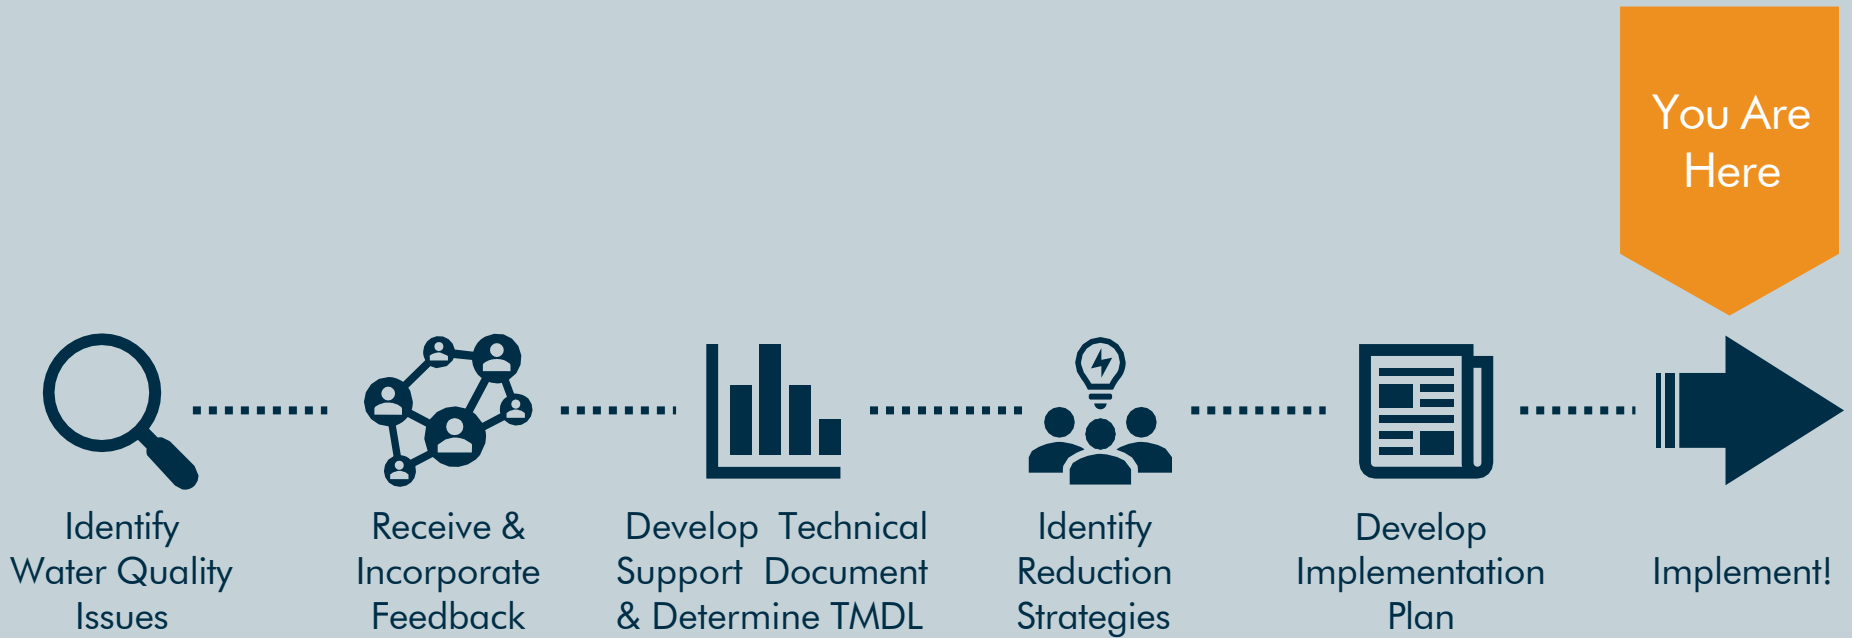 You Are
Here
Identify
Water Quality
Issues
Receive &
Incorporate
Feedback
Develop Technical
Support Document
& Determine TMDL
Identify
Reduction
Strategies
Develop
Implementation
Plan
Implement!